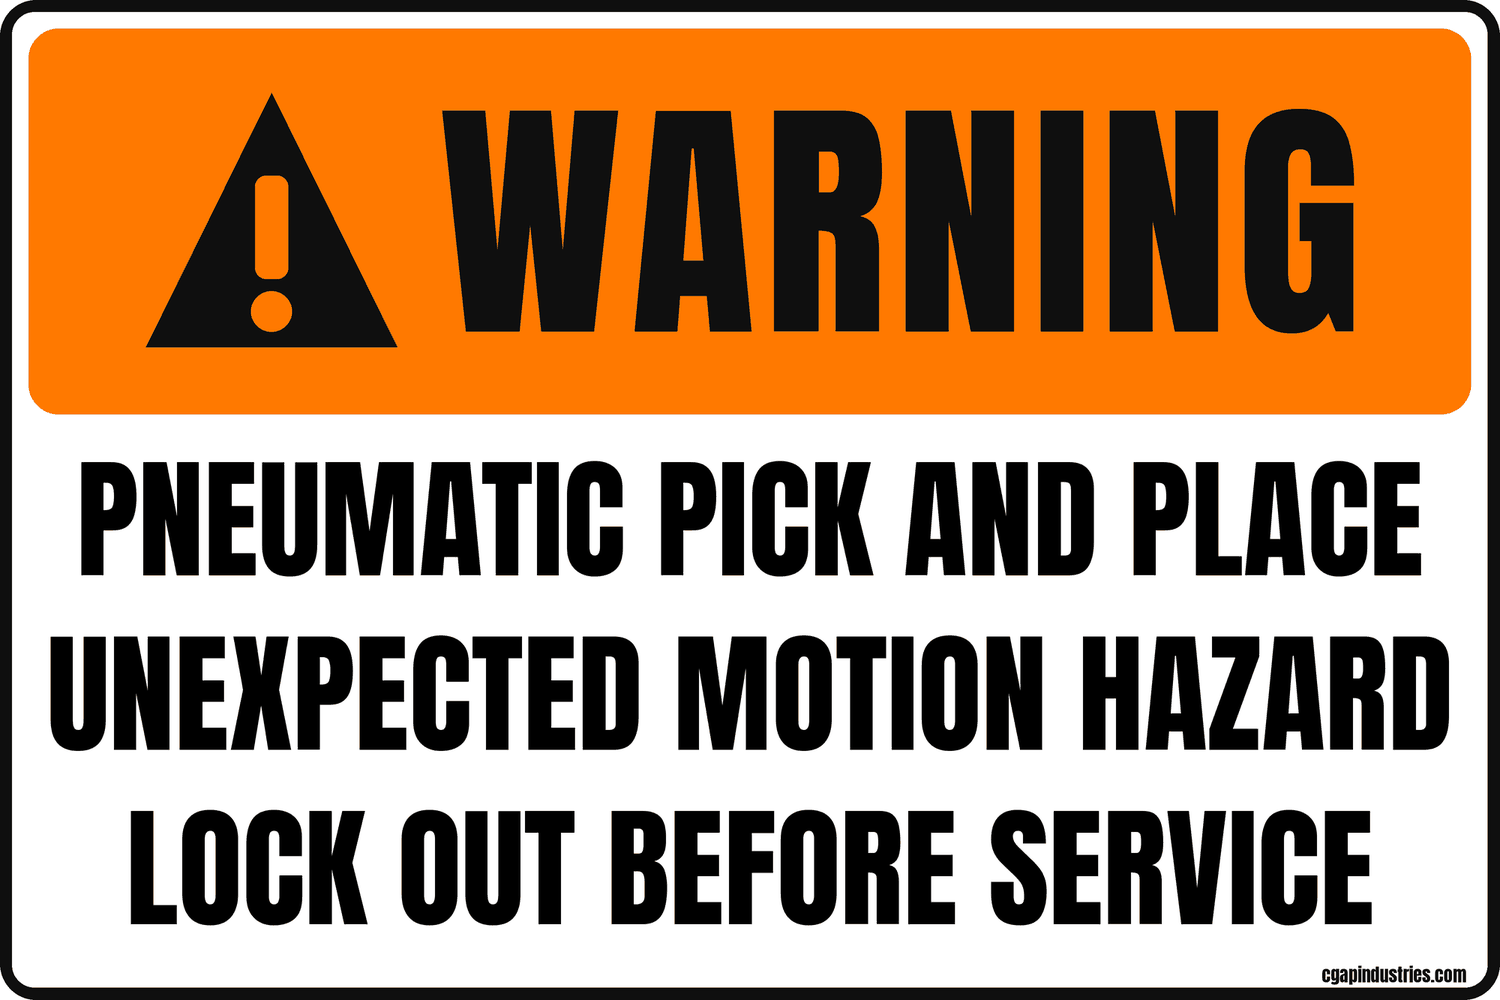 WARNING
PNEUMATIC PICK AND PLACE
UNEXPECTED MOTION HAZARD
LOCK OUT BEFORE SERVICE
cgapindustries.com